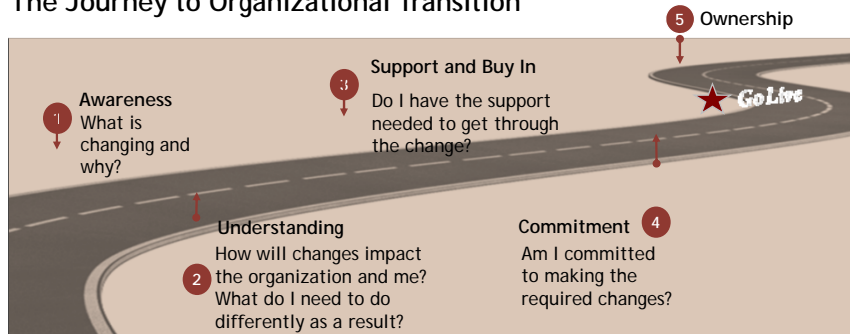 The Journey to Organizational Transition
5 Ownership
3
Support and Buy In
Do I have the support
needed to get through
the change?
1
Awareness
What is
changing and
why?
Go Live
Understanding
2
How will changes impact
the organization and me?
What do I need to do
differently as a result?
Commitment 4
Am I committed
to making the
required changes?